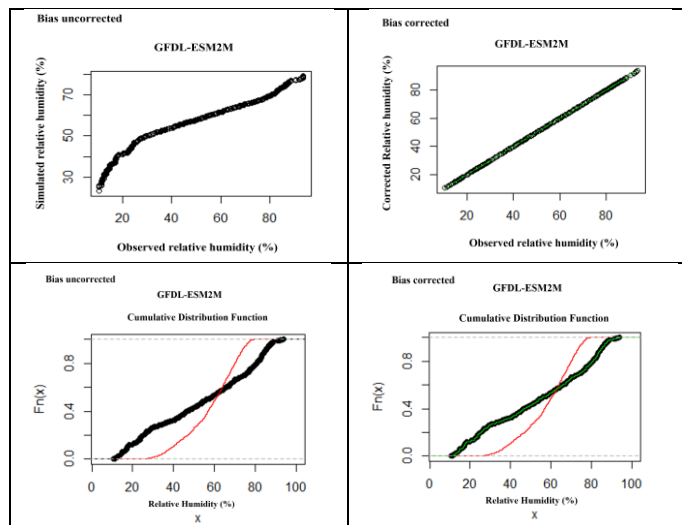 Bias uncorrected
GFDL-ESM2M
Simulated relative humidity (%)
70
50
30
20 40 60 80
Observed relative humidity (%)
Bias corrected
GFDL-ESM2M
Corrected Relative humidity (%)
80
60
40
20
20 40 60 80
Observed relative humidity (%)
Bias uncorrected
GFDL-ESM2M
Cumulative Distribution Function
Fn(x)
0.8
0.4
0.0
0 20 40 60 80 100
Relative Humidity (%)
x
Bias corrected
GFDL-ESM2M
Cumulative Distribution Function
Fn(x)
0.8
0.4
0.0
0 20 40 60 80 100
Relative Humidity (%)
x